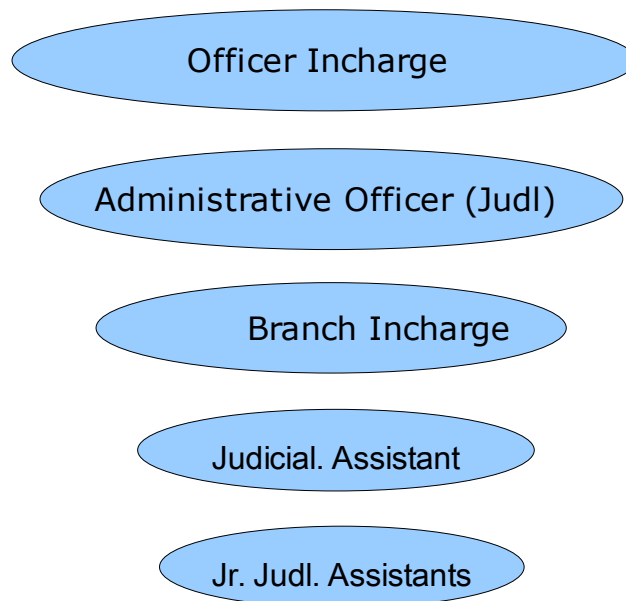 Officer Incharge
Administrative Officer (Judl)
Branch Incharge
Judicial. Assistant
Jr. Judl. Assistants